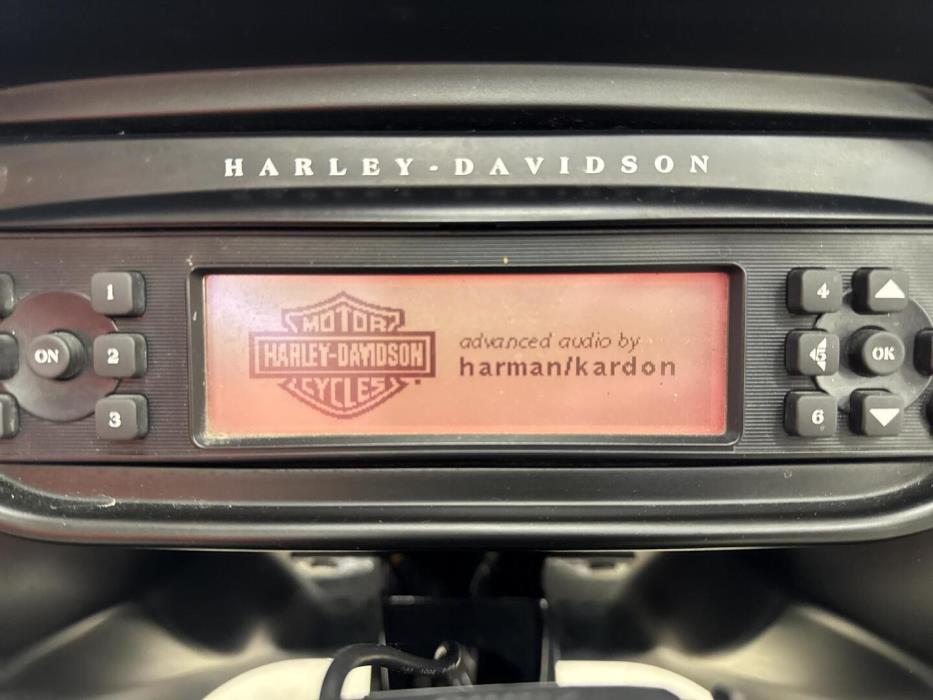 HARLEY-DAVIDSON
MOTOR
HARLEY-DAVIDSON
CYCLES
advanced audio by
harman/kardon
ON
1
2
3
4
5
6
OK